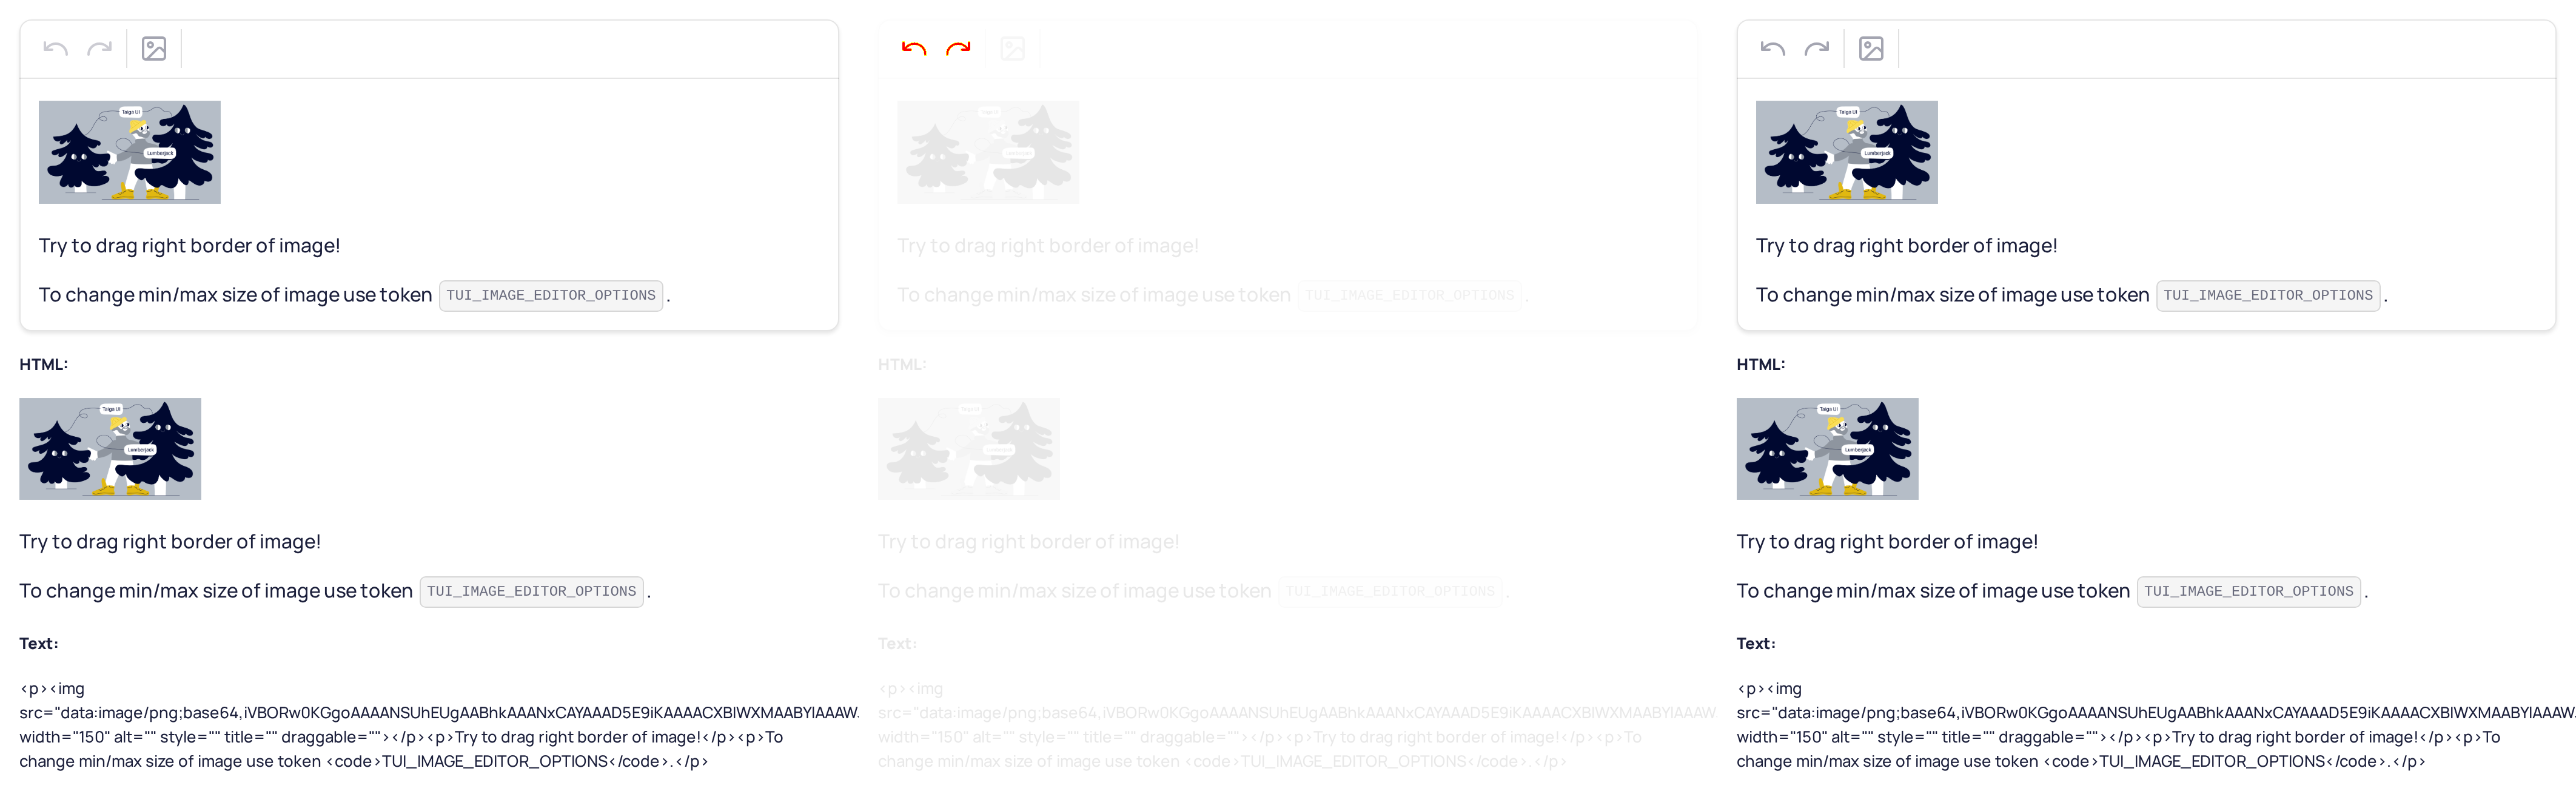 Taiga UI
Lumberjack
Try to drag right border of image!
To change min/max size of image use token TUI_IMAGE_EDITOR_OPTIONS .
HTML:
Taiga UI
Lumberjack
Try to drag right border of image!
To change min/max size of image use token TUI_IMAGE_EDITOR_OPTIONS .
Text:
<p><img
src="data:image/png;base64,iVBORw0KGgoAAAANSUhEUgAABhkAAANxCAYAAAD5E9iKAAAACXBIWXMAABYlAAAW
width="150" alt="" style="" title="" draggable=""></p><p>Try to drag right border of image!</p><p>To
change min/max size of image use token <code>TUI_IMAGE_EDITOR_OPTIONS</code>.</p>
Try to drag right border of image!
To change min/max size of image use token TUI_IMAGE_EDITOR_OPTIONS .
HTML:
Try to drag right border of image!
To change min/max size of image use token TUI_IMAGE_EDITOR_OPTIONS .
Text:
<p><img
src="data:image/png;base64,iVBORw0KGgoAAAANSUhEUgAABhkAAANxCAYAAAD5E9iKAAAACXBIWXMAABYlAAAW
width="150" alt="" style="" title="" draggable=""></p><p>Try to drag right border of image!</p><p>To
change min/max size of image use token <code>TUI_IMAGE_EDITOR_OPTIONS</code>.</p>
Taiga UI
Lumberjack
Try to drag right border of image!
To change min/max size of image use token TUI_IMAGE_EDITOR_OPTIONS .
HTML:
Taiga UI
Lumberjack
Try to drag right border of image!
To change min/max size of image use token TUI_IMAGE_EDITOR_OPTIONS .
Text:
<p><img
src="data:image/png;base64,iVBORw0KGgoAAAANSUhEUgAABhkAAANxCAYAAAD5E9iKAAAACXBIWXMAABYlAAAW
width="150" alt="" style="" title="" draggable=""></p><p>Try to drag right border of image!</p><p>To
change min/max size of image use token <code>TUI_IMAGE_EDITOR_OPTIONS</code>.</p>